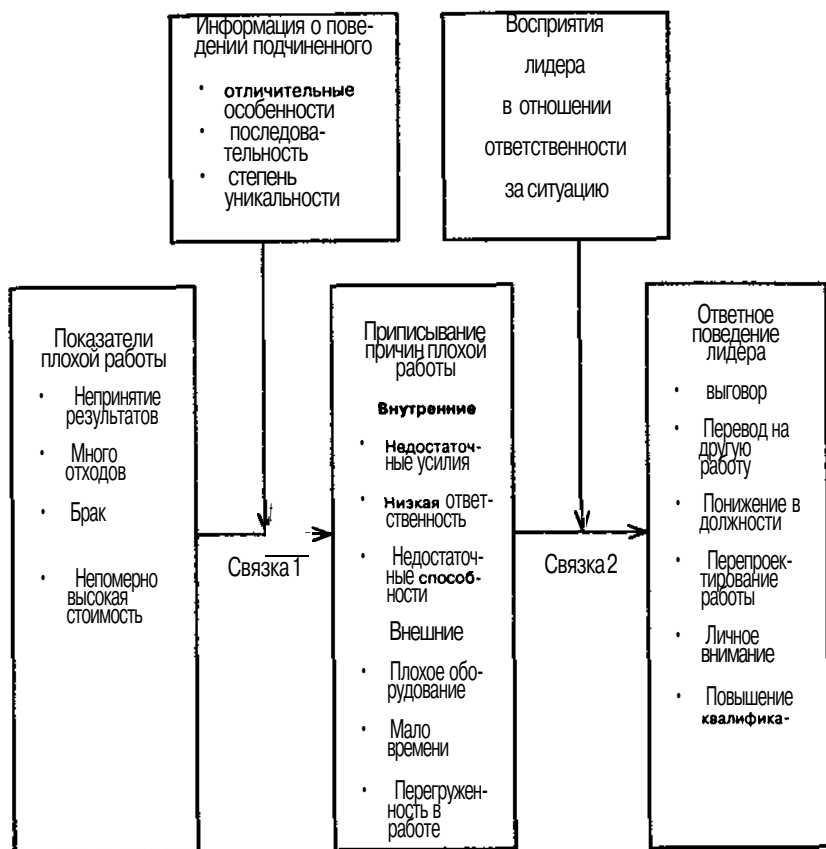 Информация о пове-
дении подчиненного
• отличительные
особенности
• последова-
тельность
• степень
уникальности
Восприятия
лидера
в отношении
ответственности
за ситуацию
Показатели
плохой работы
• Непринятие
результатов
• Много
отходов
• Брак
• Непомерно
высокая
стоимость
Связка 1
Приписывание
причин плохой
работы
Внутренние
• Недостаточ-
ные усилия
• Низкая ответ-
ственность
• Недостаточ-
ные способ-
ности
Внешние
• Плохое обо-
рудование
• Мало
времени
• Перегружен-
ность в
работе
Связка 2
Ответное
поведение
лидера
• выговор
• Перевод на
другую
работу
• Понижение в
должности
• Перепроек-
тирование
работы
• Личное
внимание
• Повышение
квалифика-